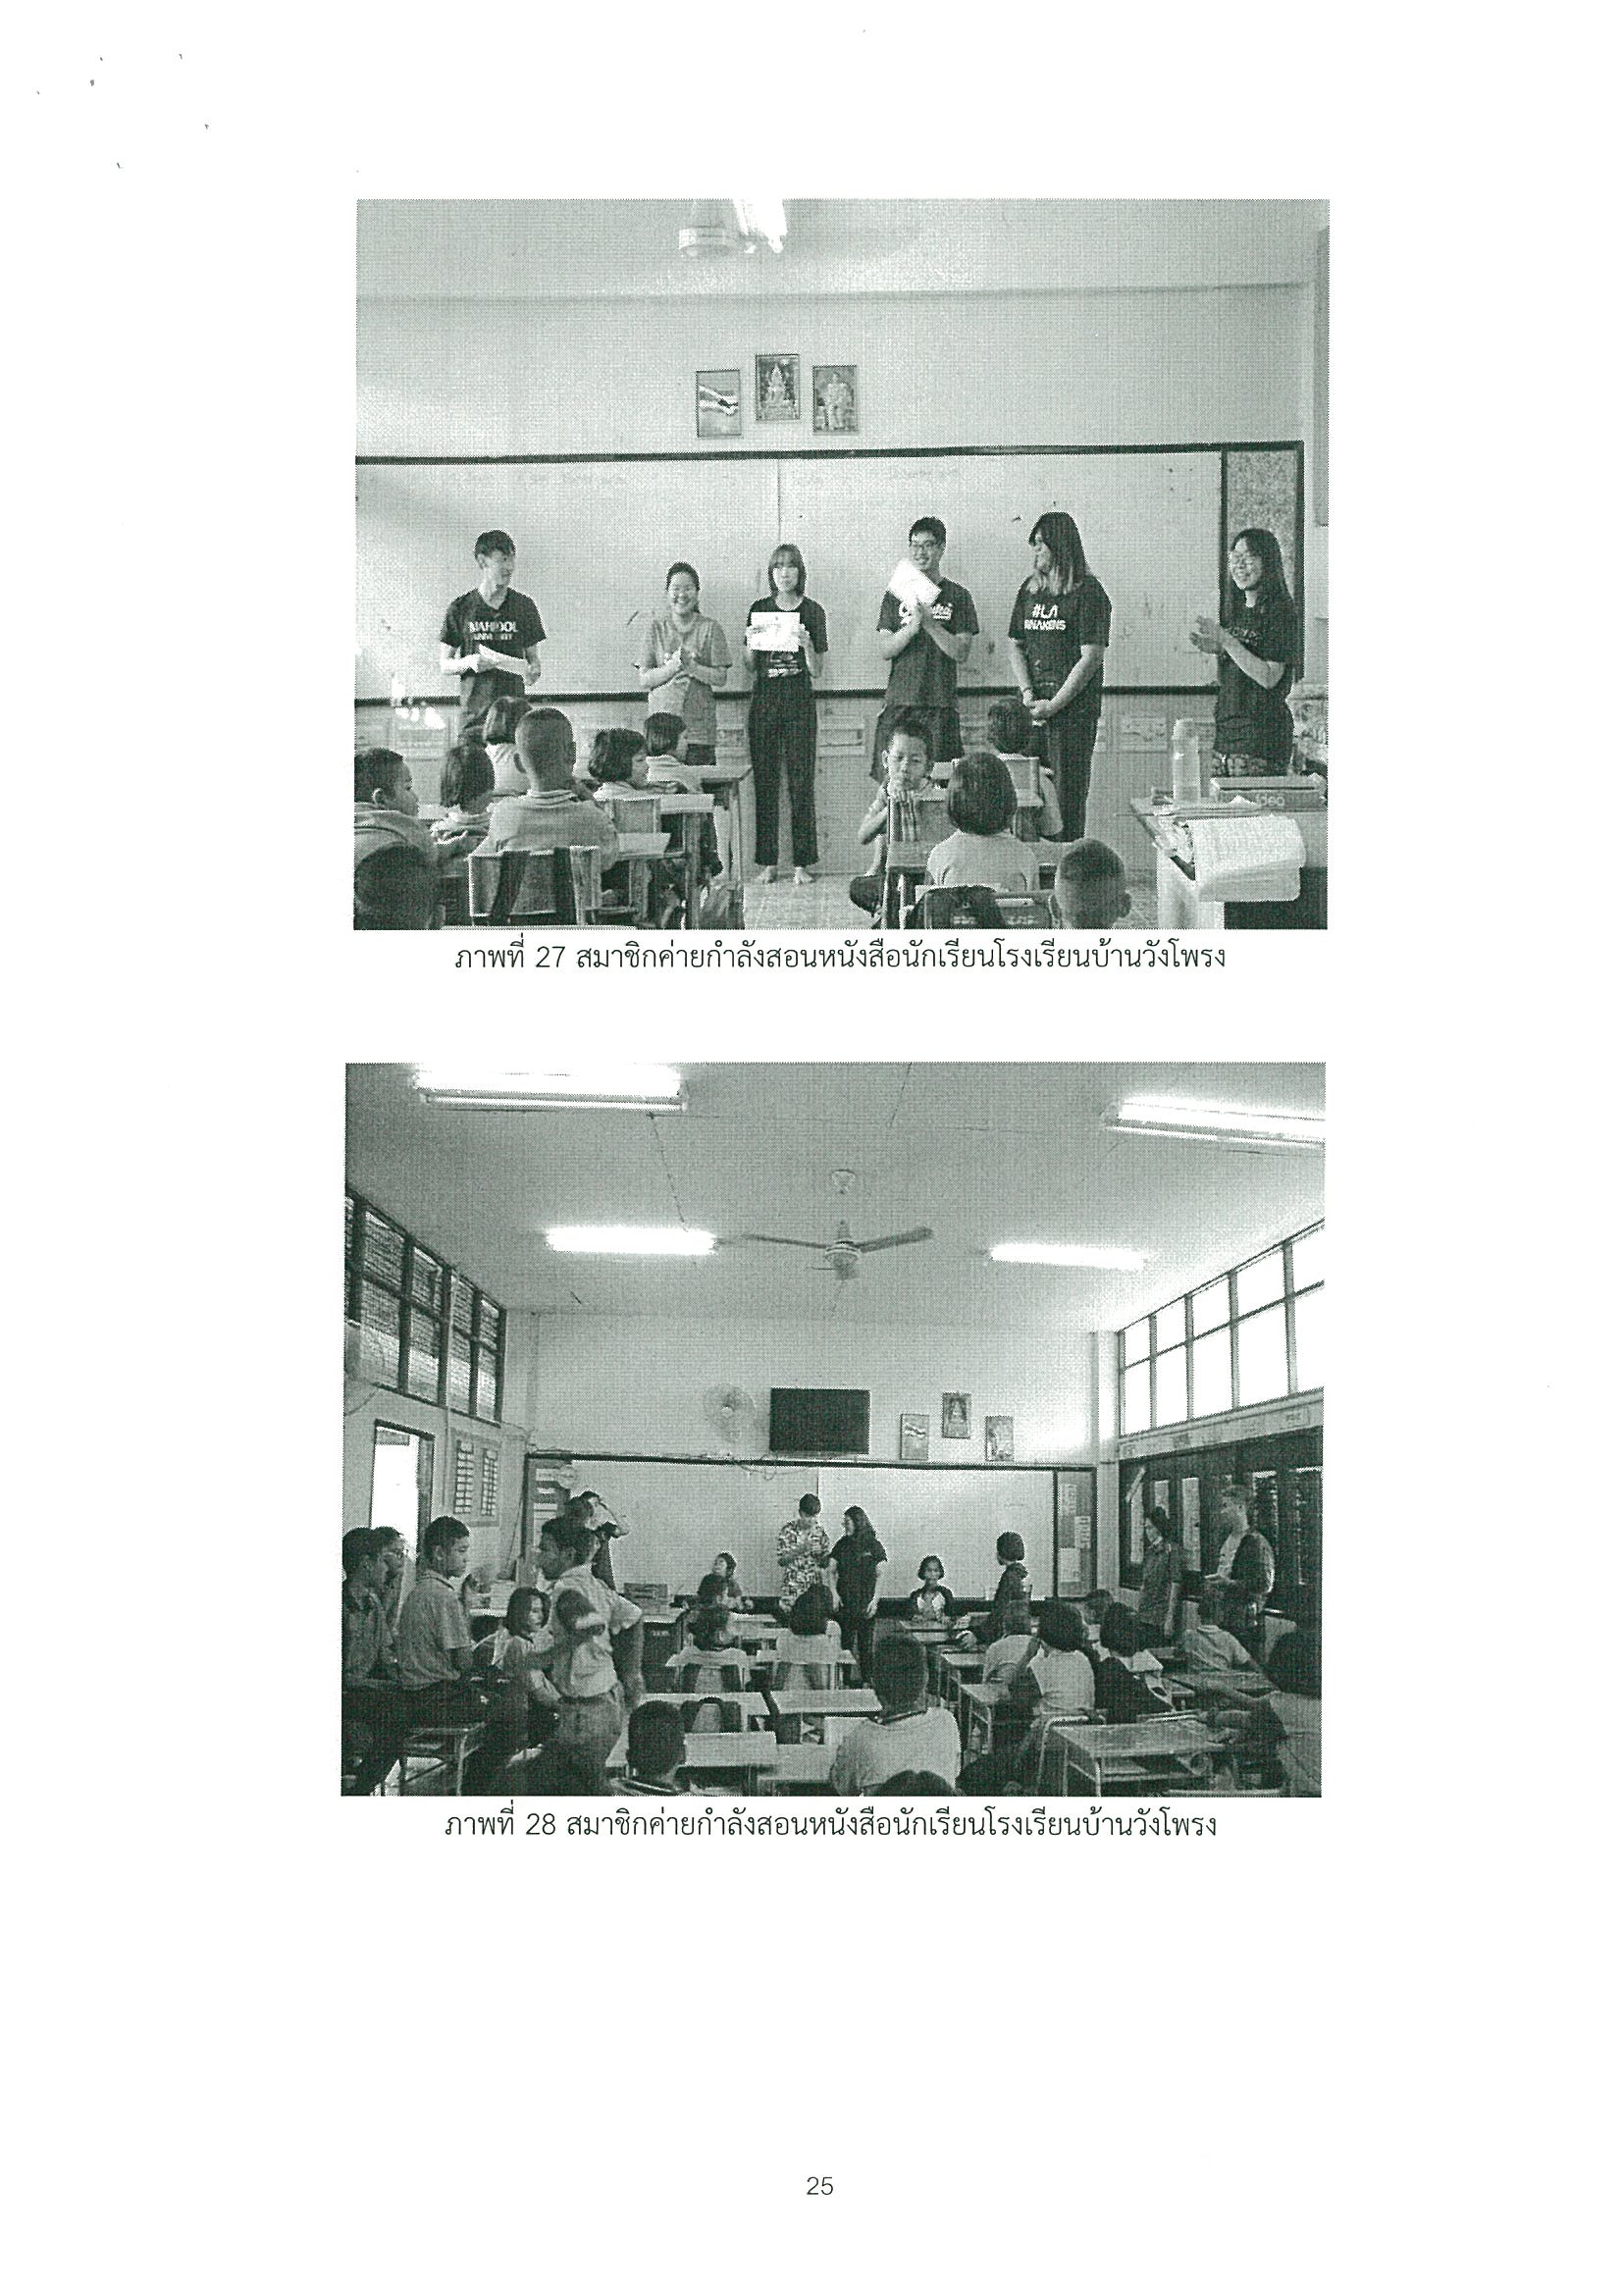 MAHIDOL
UNIVERSITY
#LA
idea
ภาพที่ 27 สมาชิกค่ายกำลังสอนหนังสือนักเรียนโรงเรียนบ้านวังโพรง
ภาพที่ 28 สมาชิกค่ายกำลังสอนหนังสือนักเรียนโรงเรียนบ้านวังโพรง
25